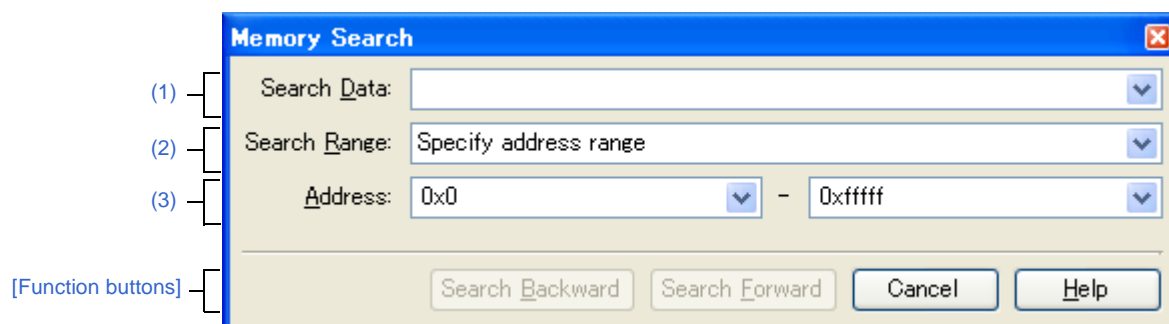 Memory Search
(1) Search Data:
(2) Search Range: Specify address range
(3) Address: 0x0 - 0xfffff
[Function buttons] Search Backward Search Forward Cancel Help